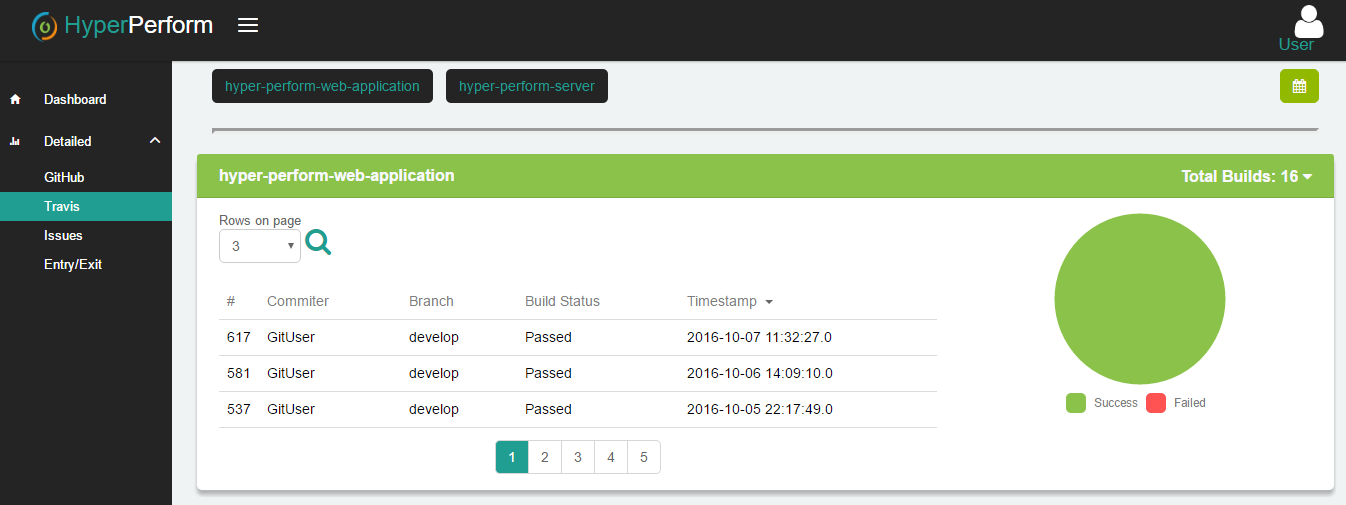 HyperPerform
User
Dashboard
Detailed
GitHub
Travis
Issues
Entry/Exit
hyper-perform-web-application hyper-perform-server
hyper-perform-web-application Total Builds: 16
Rows on page
3
# Commiter Branch Build Status Timestamp
617 GitUser develop Passed 2016-10-07 11:32:27.0
581 GitUser develop Passed 2016-10-06 14:09:10.0
537 GitUser develop Passed 2016-10-05 22:17:49.0
1 2 3 4 5
Success Failed